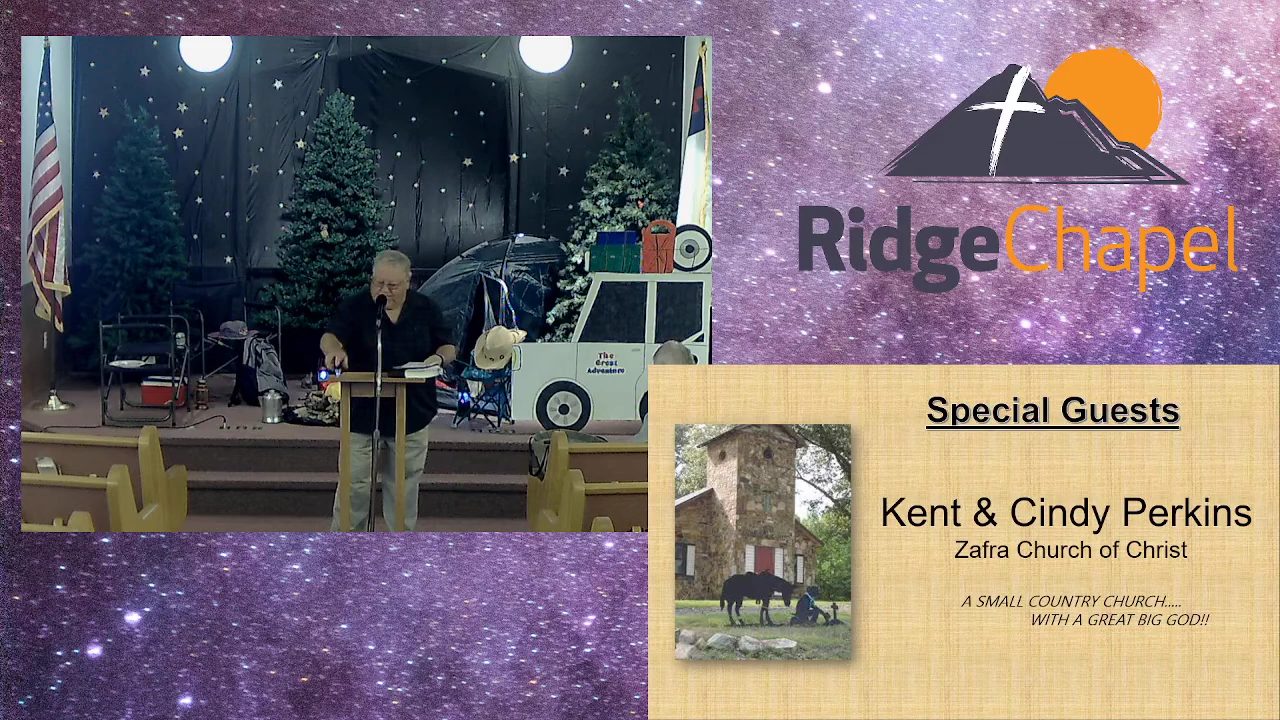 RidgeChapel
The
Great
Adventure
Special Guests
Kent & Cindy Perkins
Zafra Church of Christ
A SMALL COUNTRY CHURCH.....
WITH A GREAT BIG GOD!!